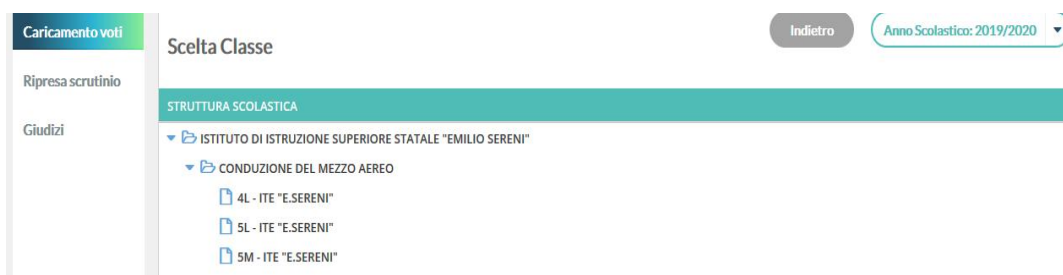 Caricamento voti
Ripresa scrutinio
Giudizi
Scelta Classe
Indietro
Anno Scolastico: 2019/2020
STRUTTURA SCOLASTICA
ISTITUTO DI ISTRUZIONE SUPERIORE STATALE "EMILIO SERENI"
CONDUZIONE DEL MEZZO AEREO
4L - ITE "E.SERENI"
5L - ITE "E.SERENI"
5M - ITE "E.SERENI"